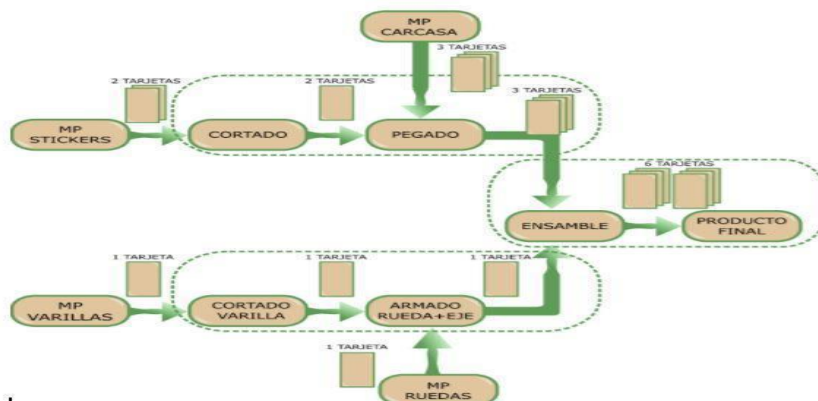 MP
CARCASA
3 TARJETAS
2 TARJETAS
2 TARJETAS
3 TARJETAS
MP
STICKERS
CORTADO
PEGADO
6 TARJETAS
ENSAMBLE
PRODUCTO
FINAL
1 TARJETA
1 TARJETA
1 TARJETA
MP
VARILLAS
CORTADO
VARILLA
ARMADO
RUEDA+EJE
1 TARJETA
MP
RUEDAS